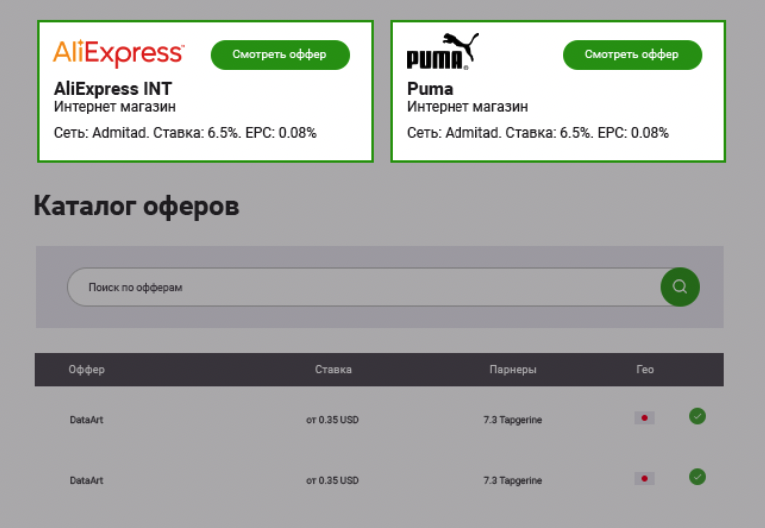 AliExpress
Смотреть оффер
AliExpress INT
Интернет магазин
Сеть: Admitad. Ставка: 6.5%. EPC: 0.08%
PUMA
Смотреть оффер
Puma
Интернет магазин
Сеть: Admitad. Ставка: 6.5%. EPC: 0.08%
Каталог оферов
Поиск по офферам
Оффер Ставка Парнеры Гео
DataArt от 0.35 USD 7.3 Tapgerine
DataArt от 0.35 USD 7.3 Tapgerine